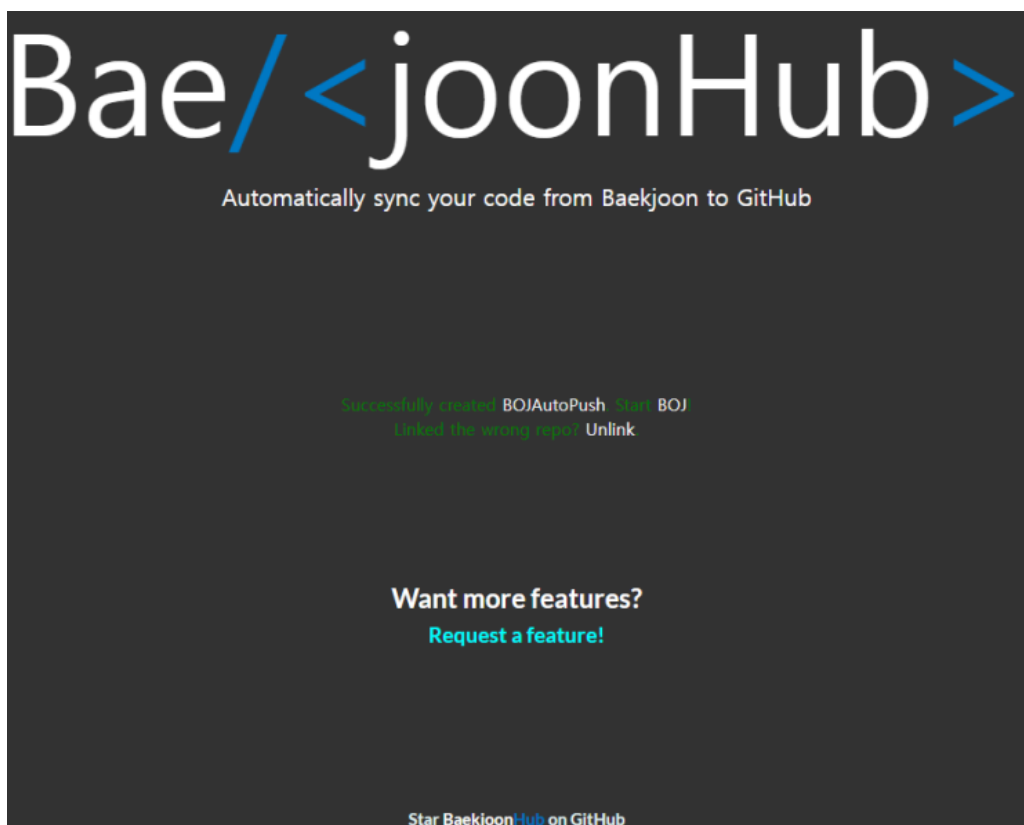 Bae/<joonHub>
Automatically sync your code from Baekjoon to GitHub
Successfully created BOJAutoPush. Start BOJ!
Linked the wrong repo? Unlink.
Want more features?
Request a feature!
Star BaekjoonHub on GitHub